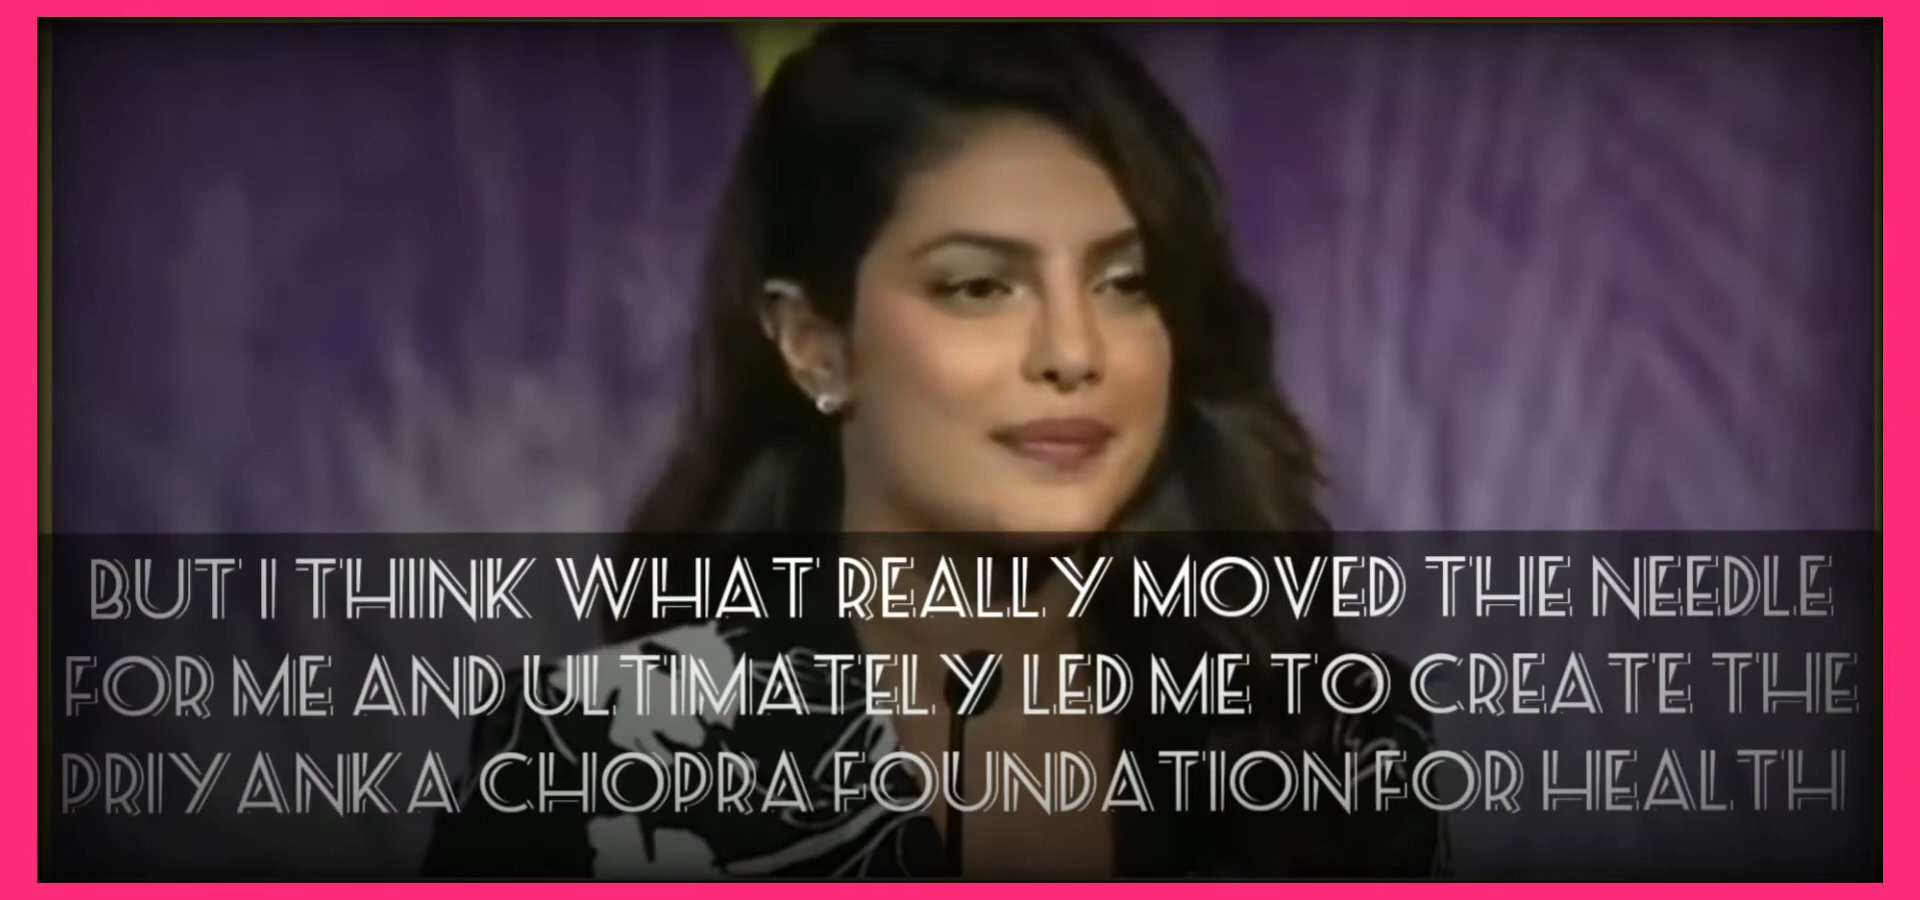 BUT I THINK WHAT REALLY MOVED THE NEEDLE
FOR ME AND ULTIMATELY LED ME TO CREATE THE
PRIYANKA CHOPRA FOUNDATION FOR HEALTH